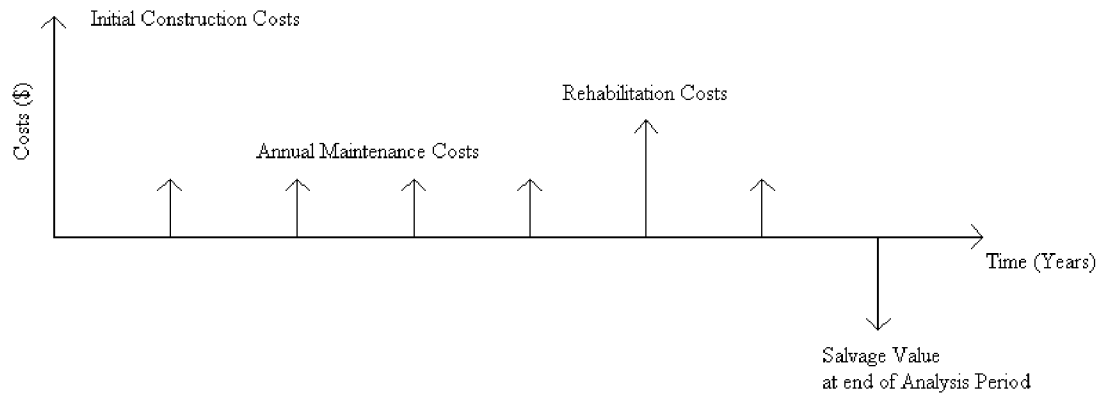 Initial Construction Costs
Costs ($)
Rehabilitation Costs
Annual Maintenance Costs
Time (Years)
Salvage Value
at end of Analysis Period